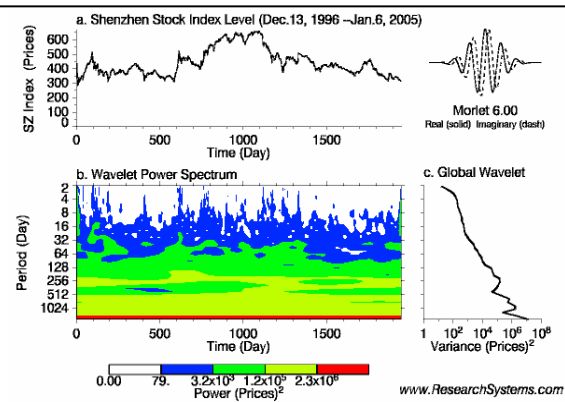 a. Shenzhen Stock Index Level (Dec.13, 1996 --Jan.6, 2005)
SZ Index (Prices)
600
500
400
300
200
100
0
0 500 1000 1500
Time (Day)
Morlet 6.00
Real (solid) Imaginary (dash)
b. Wavelet Power Spectrum
Period (Day)
2
4
8
16
32
64
128
256
512
1024
0 500 1000 1500
Time (Day)
c. Global Wavelet
1 10² 10⁴ 10⁶ 10⁸
Variance (Prices)²
0.00 79. 3.2x10³ 1.2x10⁵ 2.3x10⁶
Power (Prices)²
www.ResearchSystems.com